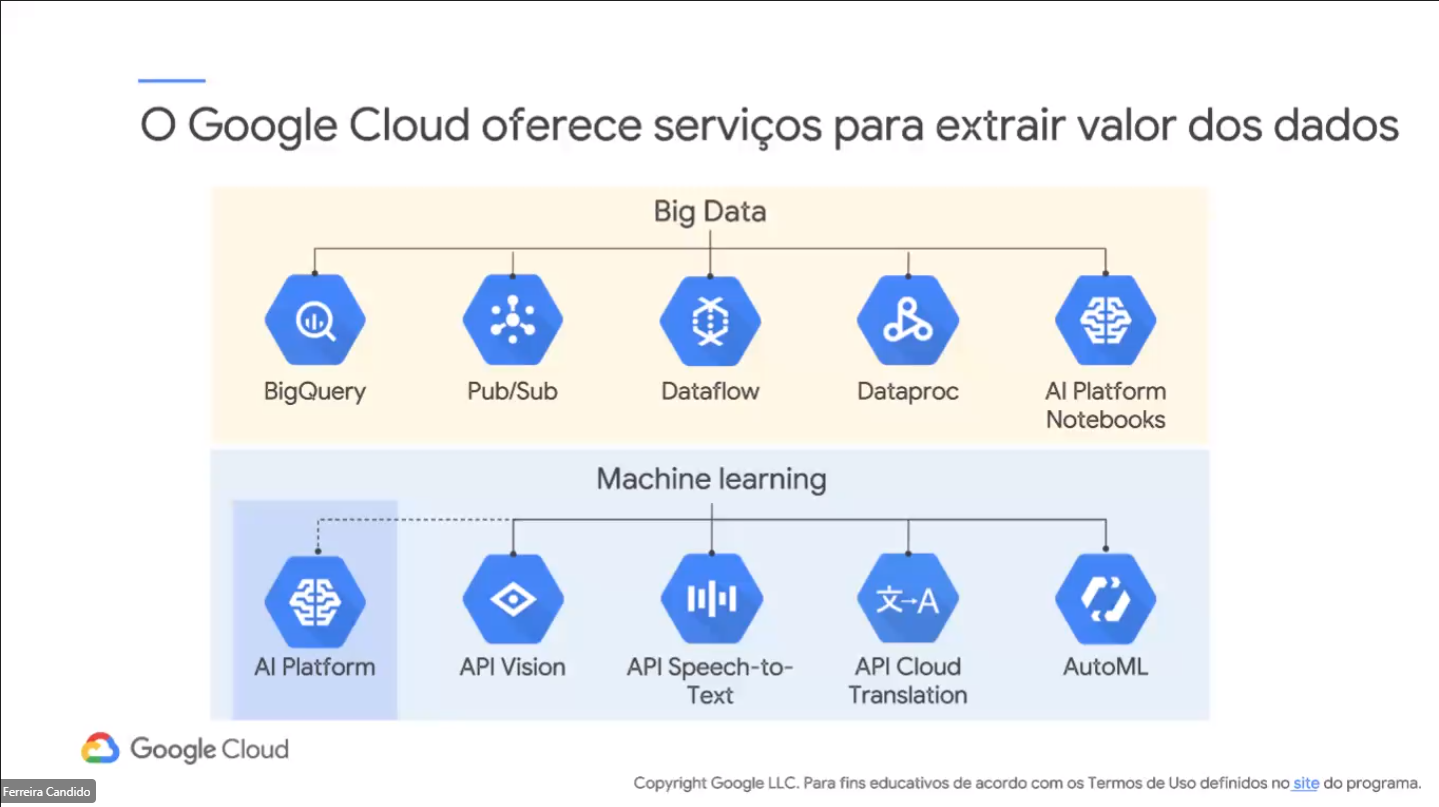 O Google Cloud oferece serviços para extrair valor dos dados
Big Data
BigQuery
Pub/Sub
Dataflow
Dataproc
AI Platform
Notebooks
Machine learning
文→A
AI Platform
API Vision
API Speech-to-
Text
API Cloud
Translation
AutoML
Google Cloud
Copyright Google LLC. Para fins educativos de acordo com os Termos de Uso definidos no site do programa.
Ferreira Candido